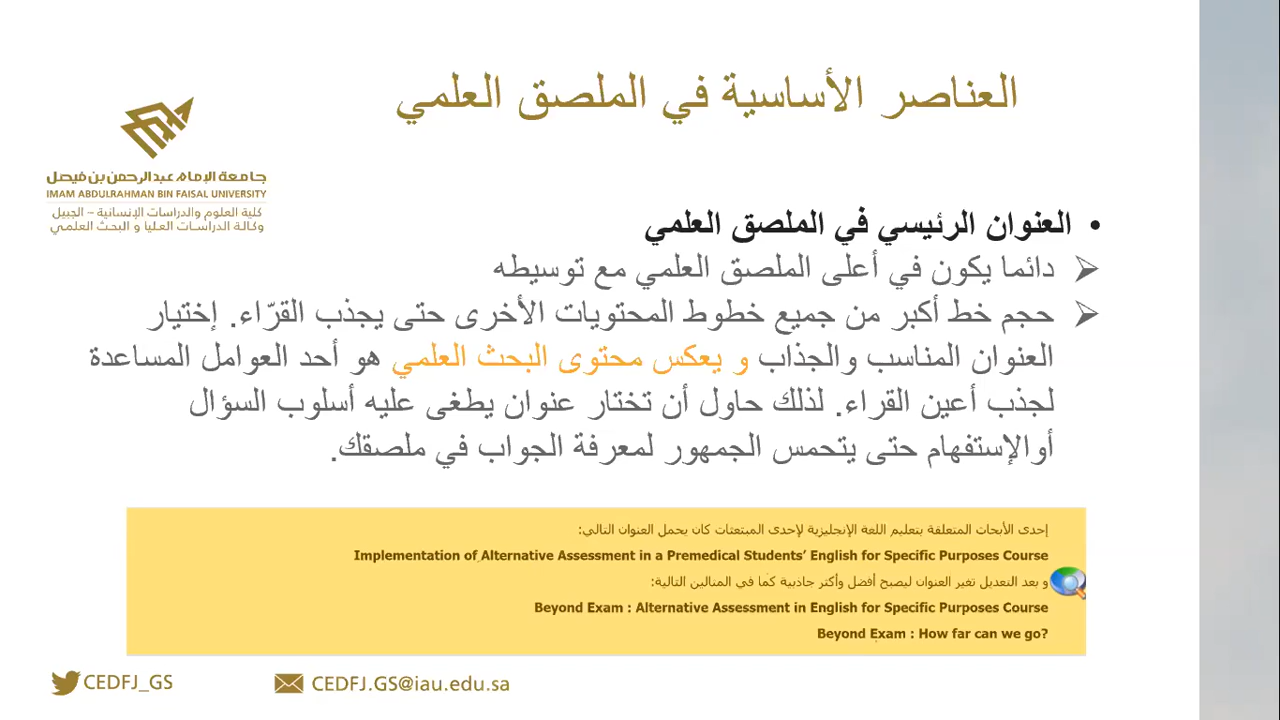 العناصر الأساسية في الملصق العلمي
جامعة الإمام عبدالرحمن بن فيصل
IMAM ABDULRAHMAN BIN FAISAL UNIVERSITY
كلية العلوم والدراسات الإنسانية – الجبيل
وكالة الدراسات العليا و البحث العلمي
• العنوان الرئيسي في الملصق العلمي
دائما يكون في أعلى الملصق العلمي مع توسيطه
حجم خط أكبر من جميع خطوط المحتويات الأخرى حتى يجذب القرّاء. إختيار
العنوان المناسب والجذاب و يعكس محتوى البحث العلمي هو أحد العوامل المساعدة
لجذب أعين القراء. لذلك حاول أن تختار عنوان يطغى عليه أسلوب السؤال
أوالإستفهام حتى يتحمس الجمهور لمعرفة الجواب في ملصقك.
إحدى الأبحاث المتعلقة بتعليم اللغة الإنجليزية لإحدى المبتعثات كان يحمل العنوان التالي:
Implementation of Alternative Assessment in a Premedical Students’ English for Specific Purposes Course
و بعد التعديل تغير العنوان ليصبح أفضل وأكثر جاذبية كما في المثالين التالية:
Beyond Exam : Alternative Assessment in English for Specific Purposes Course
Beyond Exam : How far can we go?
CEDFJ_GS
CEDFJ.GS@iau.edu.sa